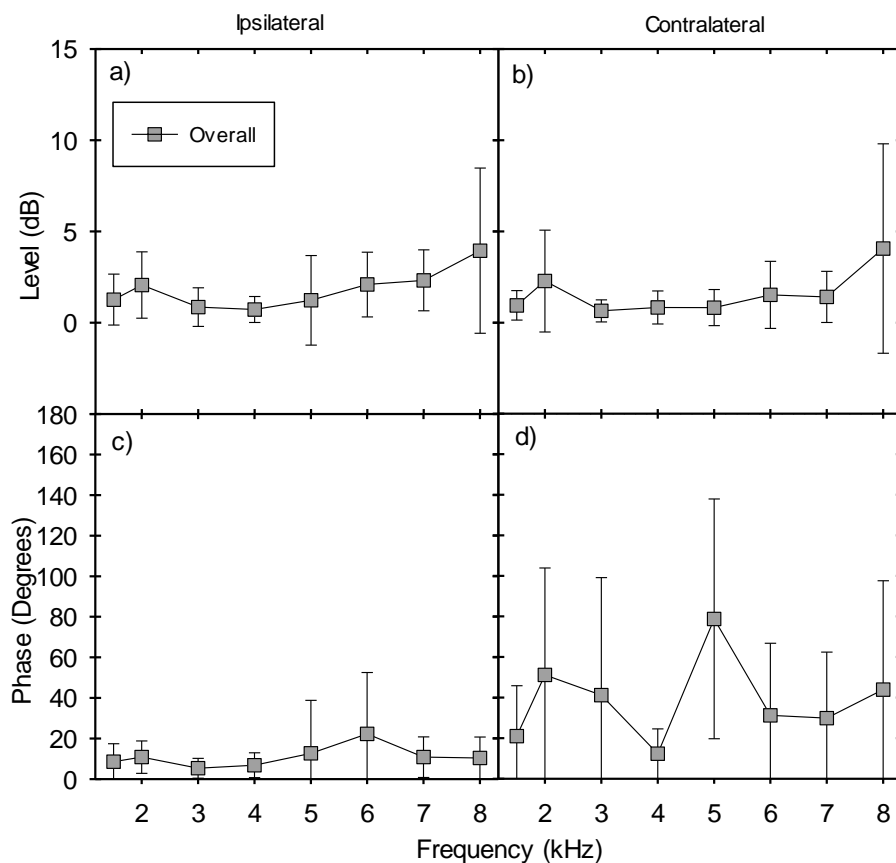 Ipsilateral
Contralateral
a)
b)
Overall
Level (dB)
15
10
5
0
c)
d)
Phase (Degrees)
180
160
140
120
100
80
60
40
20
0
2 3 4 5 6 7 8
2 3 4 5 6 7 8
Frequency (kHz)